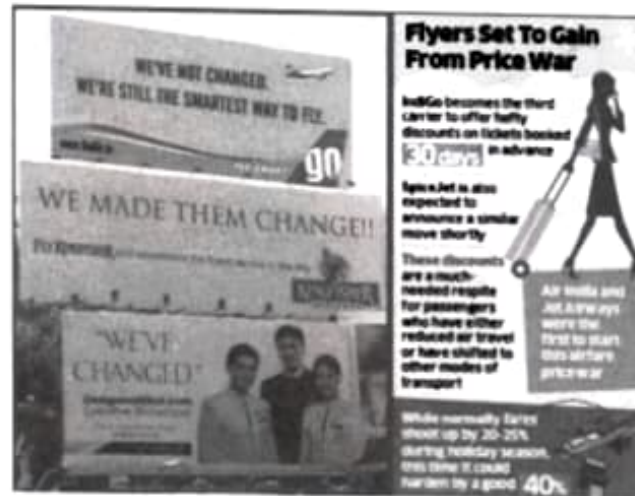 WE'VE NOT CHANGED.
WE'RE STILL THE SMARTEST WAY TO FLY.
go
WE MADE THEM CHANGE!!
Fly Kingfisher
KINGFISHER
"WE'VE
CHANGED"
Flyers Set To Gain
From Price War
IndiGo becomes the third
carrier to offer hefty
discounts on tickets booked
30 days in advance
SpiceJet is also
expected to
announce a similar
move shortly
These discounts
are a much-
needed respite
for passengers
who have either
reduced air travel
or have shifted to
other modes of
transport
Air India and
Jet Airways
were the
first to start
this airfare
price war
While normally fares
shoot up by 20-25%
during holiday season,
this time it could
harden by a good 40%